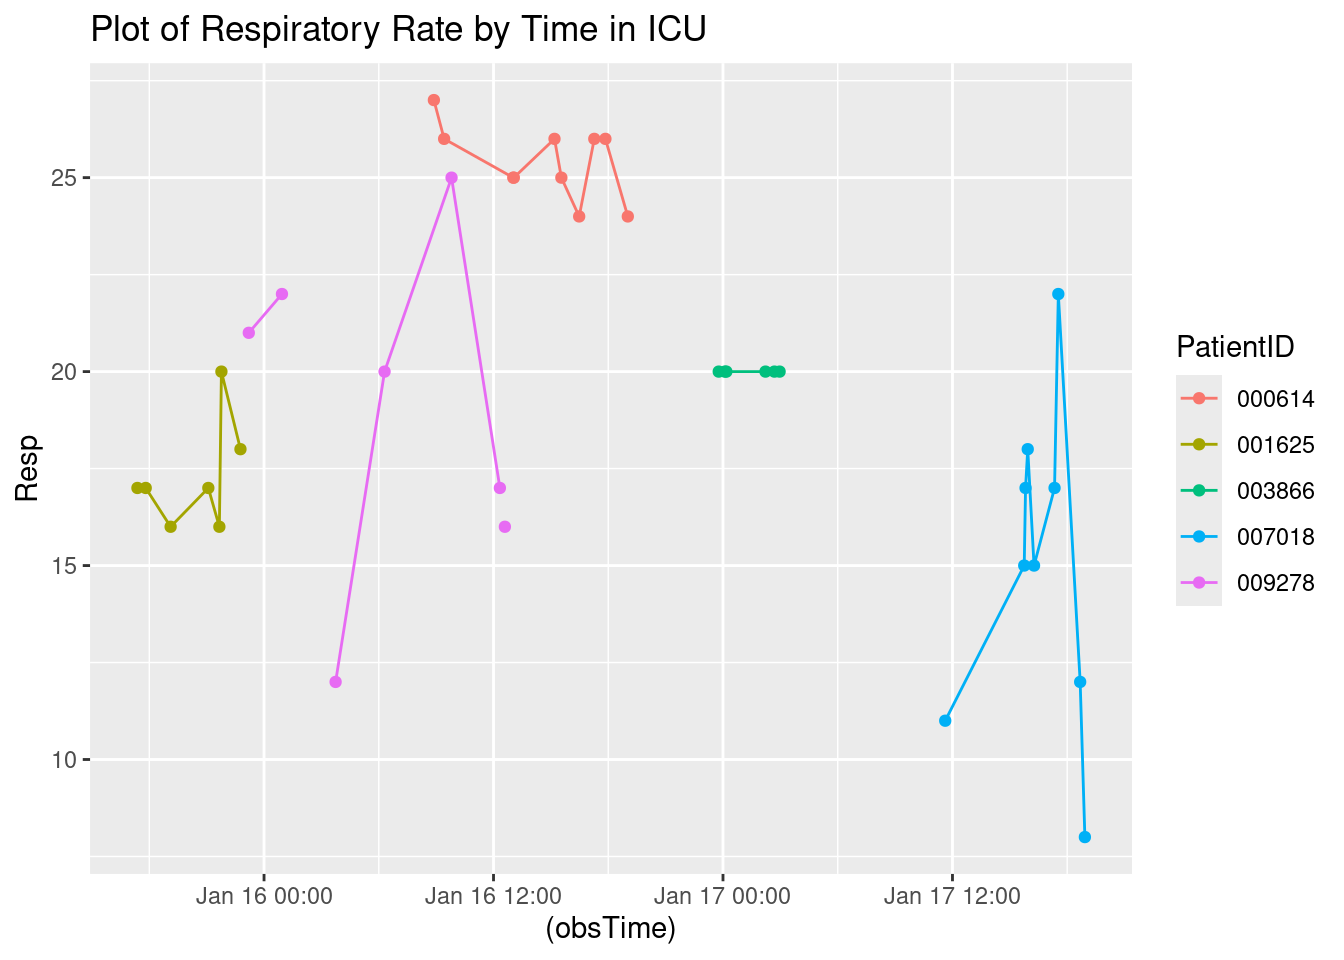 Plot of Respiratory Rate by Time in ICU
Resp
25
20
15
10
Jan 16 00:00
Jan 16 12:00
Jan 17 00:00
Jan 17 12:00
(obsTime)
PatientID
000614
001625
003866
007018
009278